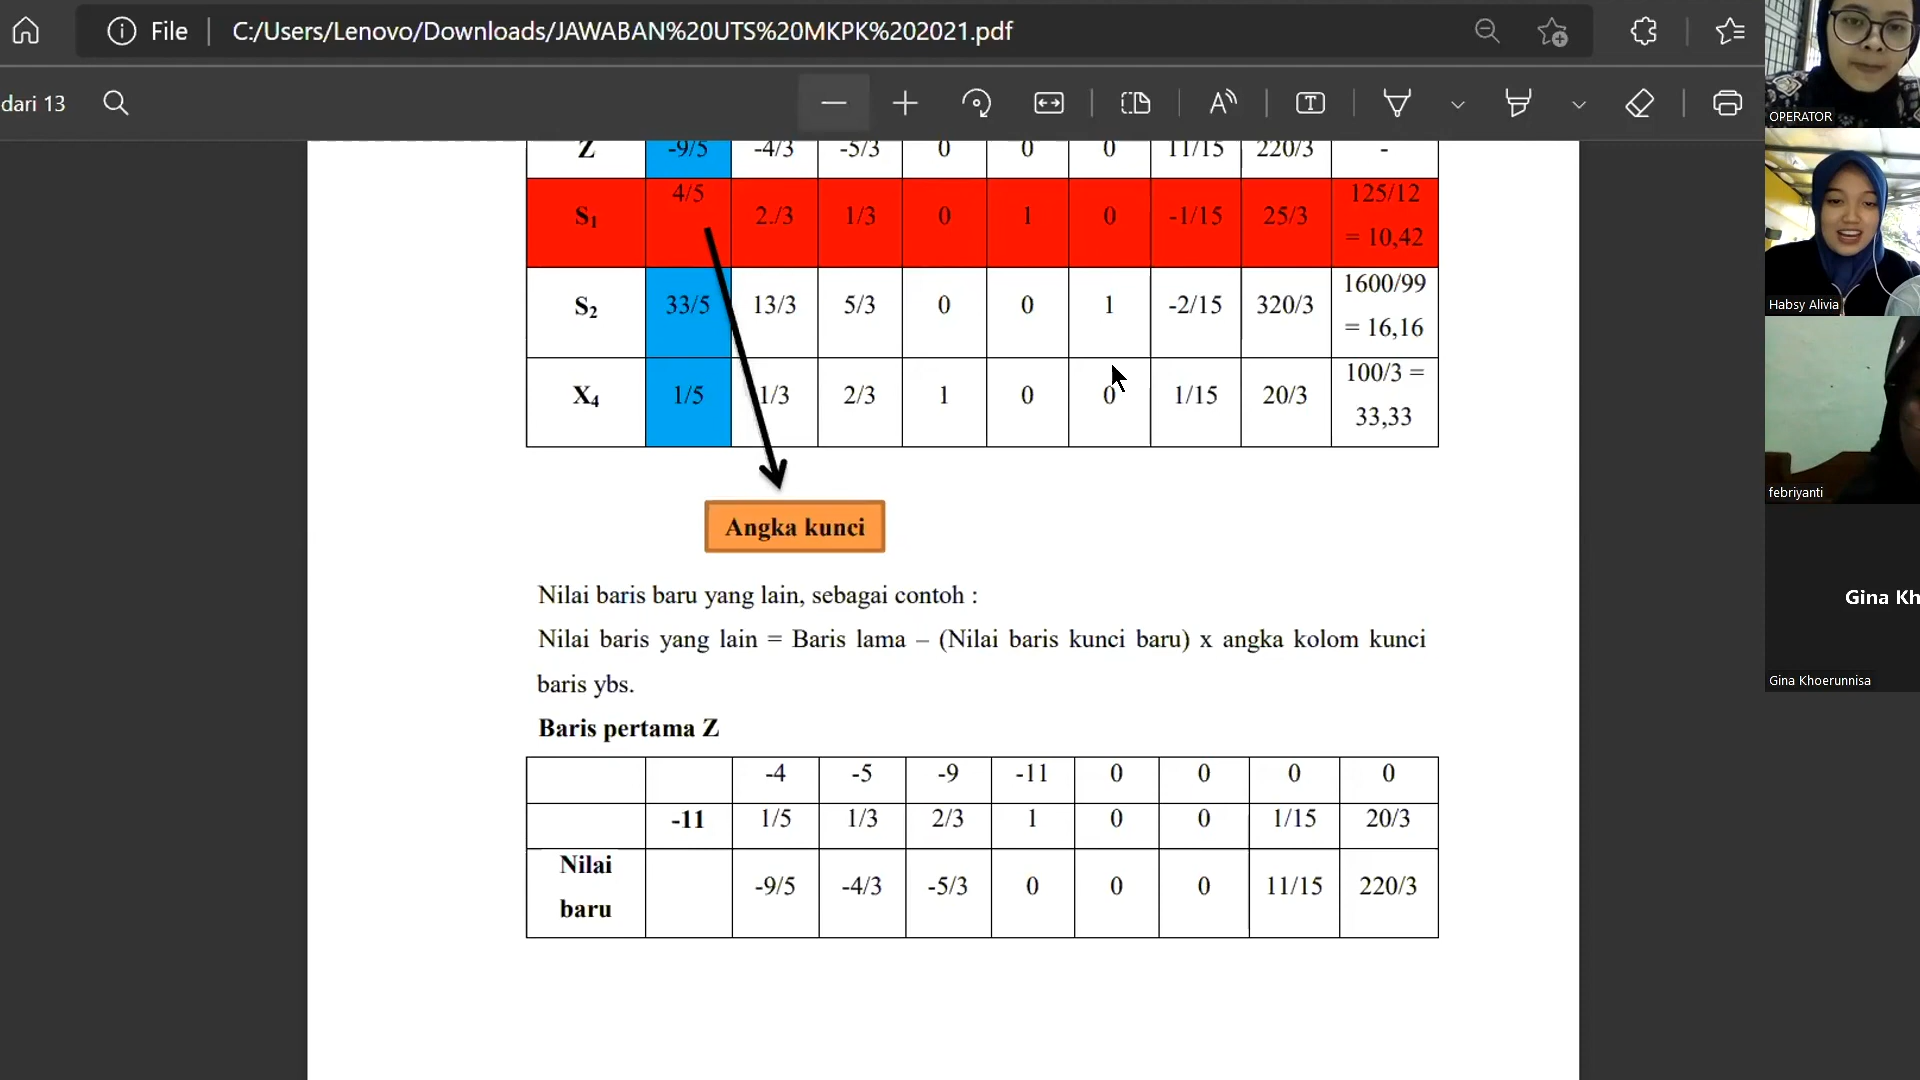 File C:/Users/Lenovo/Downloads/JAWABAN%20UTS%20MKPK%202021.pdf
dari 13
OPERATOR
Z -9/5 -4/3 -5/3 0 0 0 11/15 220/3 -
S1 4/5 2./3 1/3 0 1 0 -1/15 25/3 125/12
= 10,42
S2 33/5 13/3 5/3 0 0 1 -2/15 320/3 1600/99
= 16,16
X4 1/5 1/3 2/3 1 0 0 1/15 20/3 100/3 =
33,33
Habsy Alivia
febriyanti
Angka kunci
Nilai baris baru yang lain, sebagai contoh :
Nilai baris yang lain = Baris lama – (Nilai baris kunci baru) x angka kolom kunci
baris ybs.
Gina Kh
Gina Khoerunnisa
Baris pertama Z
-4 -5 -9 -11 0 0 0 0
-11 1/5 1/3 2/3 1 0 0 1/15 20/3
Nilai
baru -9/5 -4/3 -5/3 0 0 0 11/15 220/3